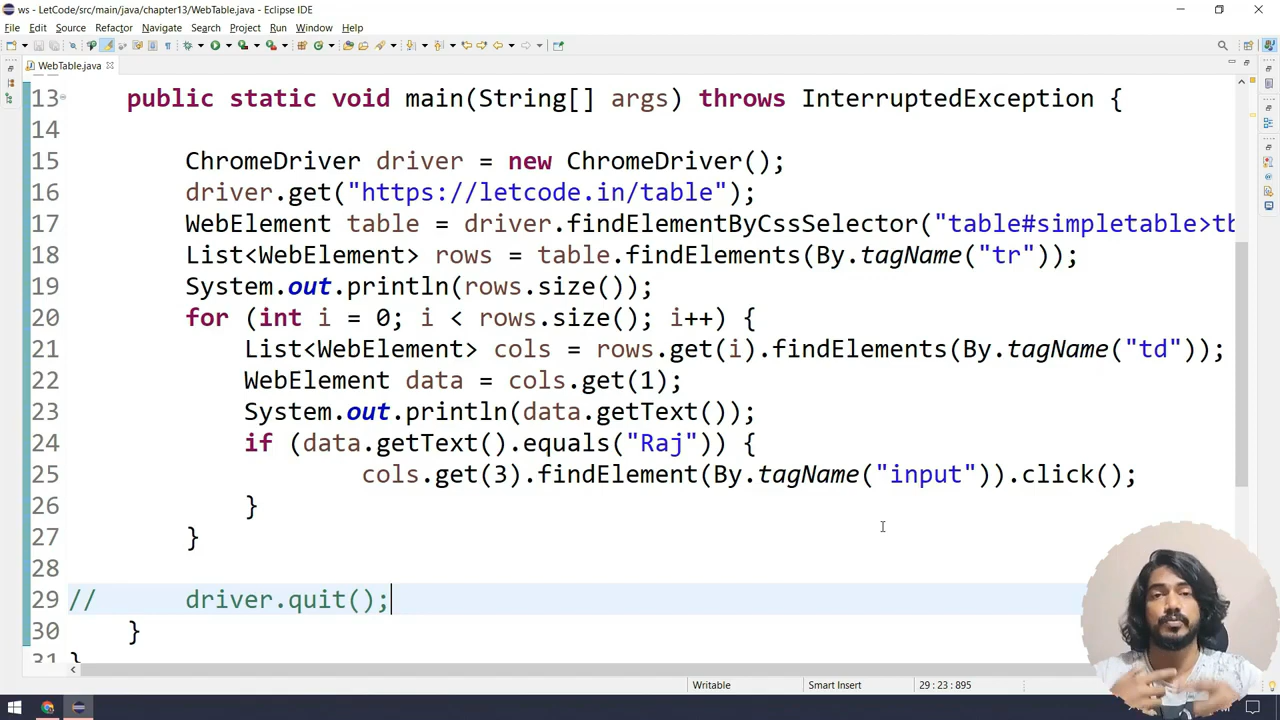 ws - LetCode/src/main/java/chapter13/WebTable.java - Eclipse IDE
File Edit Source Refactor Navigate Search Project Run Window Help
WebTable.java
13 public static void main(String[] args) throws InterruptedException {
14
15 ChromeDriver driver = new ChromeDriver();
16 driver.get("https://letcode.in/table");
17 WebElement table = driver.findElementByCssSelector("table#simpletable>tb
18 List<WebElement> rows = table.findElements(By.tagName("tr"));
19 System.out.println(rows.size());
20 for (int i = 0; i < rows.size(); i++) {
21 List<WebElement> cols = rows.get(i).findElements(By.tagName("td"));
22 WebElement data = cols.get(1);
23 System.out.println(data.getText());
24 if (data.getText().equals("Raj")) {
25 cols.get(3).findElement(By.tagName("input")).click();
26 }
27 }
28
29 // driver.quit();
30 }
31 }
Writable Smart Insert 29 : 23 : 895